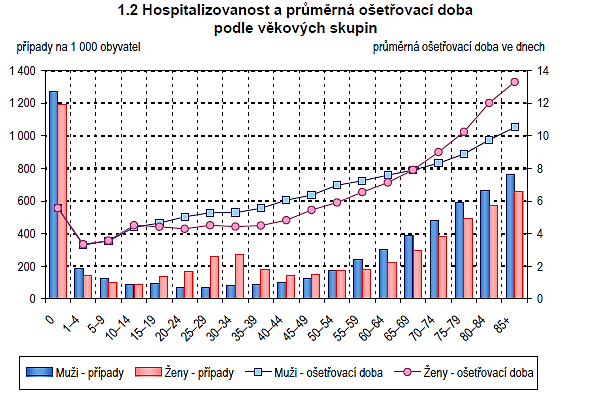 1.2 Hospitalizovanost a průměrná ošetřovací doba
podle věkových skupin
případy na 1 000 obyvatel
průměrná ošetřovací doba ve dnech
1 400 14
1 200 12
1 000 10
800 8
600 6
400 4
200 2
0 0
0 1–4 5–9 10–14 15–19 20–24 25–29 30–34 35–39 40–44 45–49 50–54 55–59 60–64 65–69 70–74 75–79 80–84 85+
Muži - případy Ženy - případy Muži - ošetřovací doba Ženy - ošetřovací doba